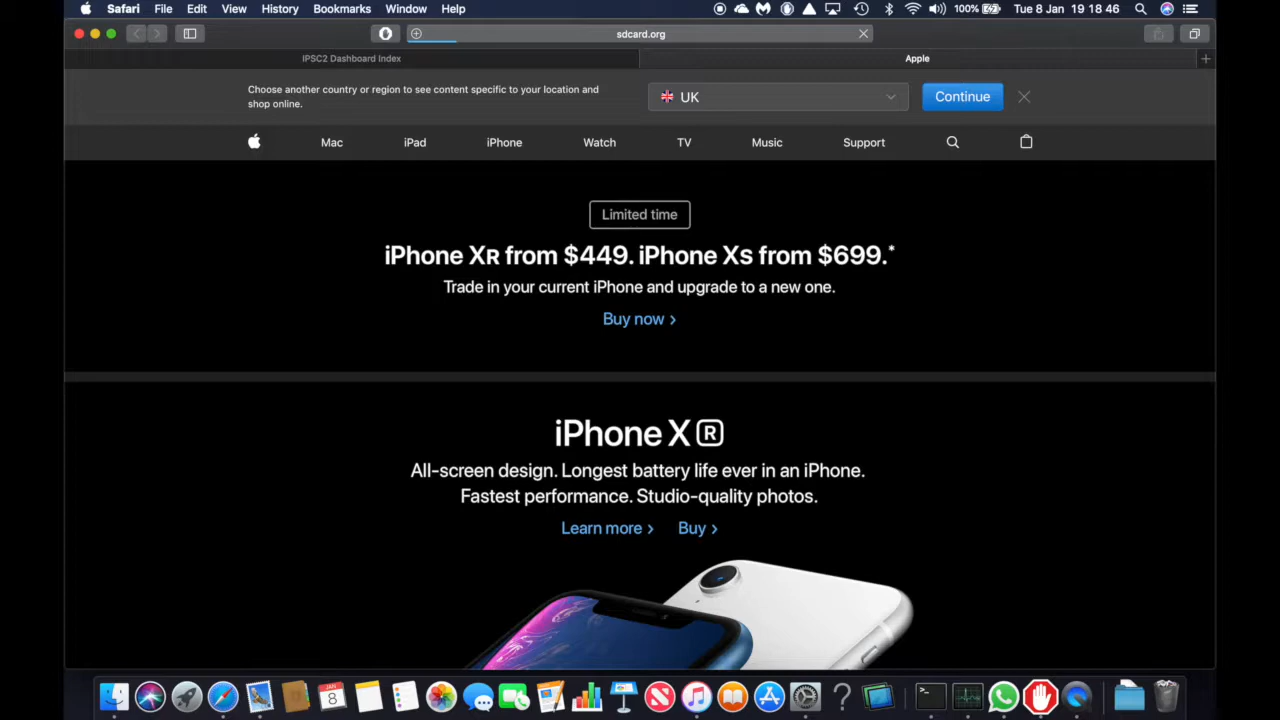 Safari File Edit View History Bookmarks Window Help 100% Tue 8 Jan 19 18 46
sdcard.org
IPSC2 Dashboard Index Apple
Choose another country or region to see content specific to your location and
shop online.
UK
Continue
Mac iPad iPhone Watch TV Music Support
Limited time
iPhone XR from $449. iPhone XS from $699.*
Trade in your current iPhone and upgrade to a new one.
Buy now >
iPhone X R
All-screen design. Longest battery life ever in an iPhone.
Fastest performance. Studio-quality photos.
Learn more > Buy >
JAN
8